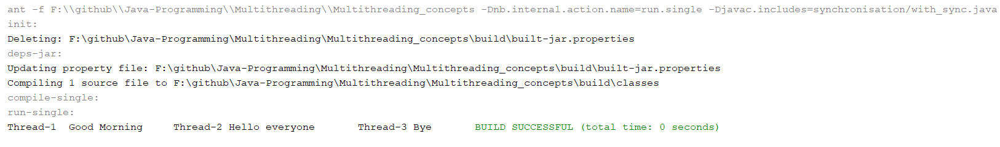 ant -f F:\\github\\Java-Programming\\Multithreading\\Multithreading_concepts -Dnb.internal.action.name=run.single -Djavac.includes=synchronisation/with_sync.java
init:
Deleting: F:\github\Java-Programming\Multithreading\Multithreading_concepts\build\built-jar.properties
deps-jar:
Updating property file: F:\github\Java-Programming\Multithreading\Multithreading_concepts\build\built-jar.properties
Compiling 1 source file to F:\github\Java-Programming\Multithreading\Multithreading_concepts\build\classes
compile-single:
run-single:
Thread-1  Good Morning     Thread-2 Hello everyone       Thread-3 Bye       BUILD SUCCESSFUL (total time: 0 seconds)